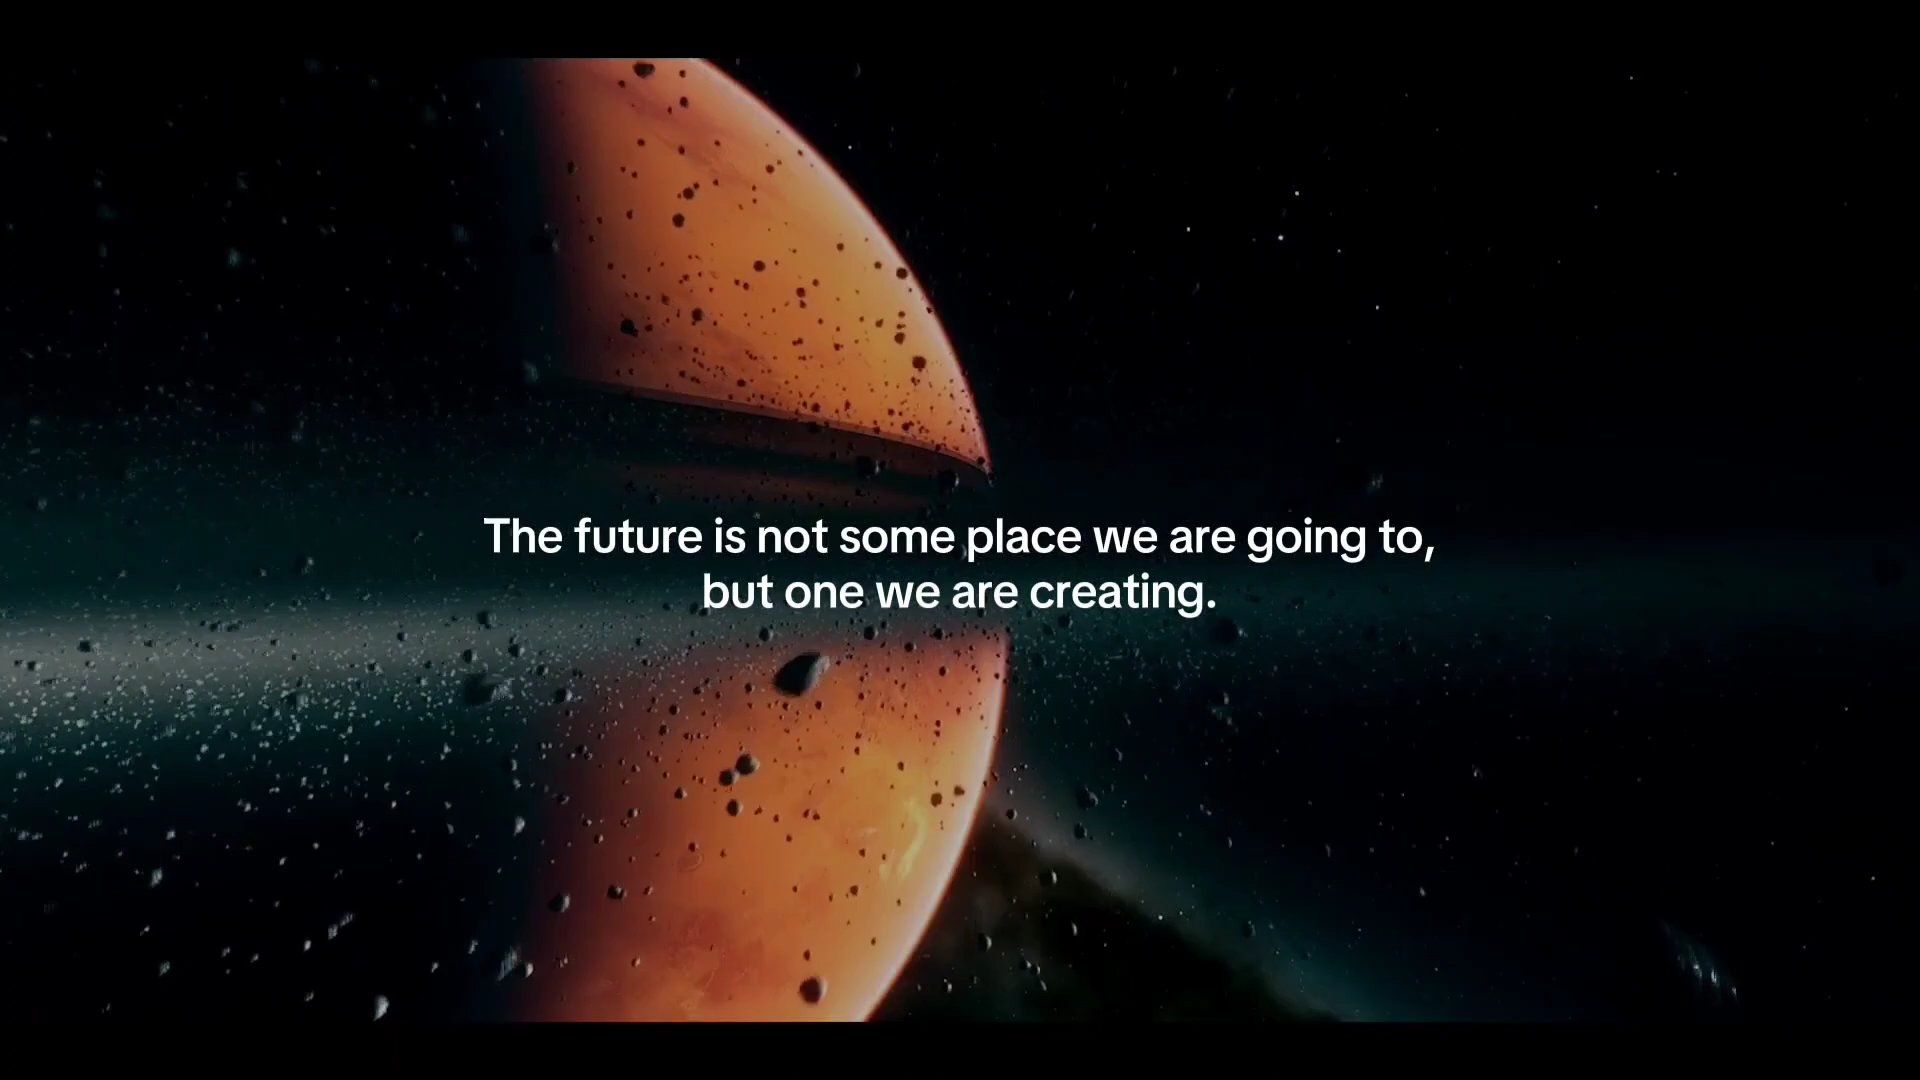 The future is not some place we are going to,
but one we are creating.